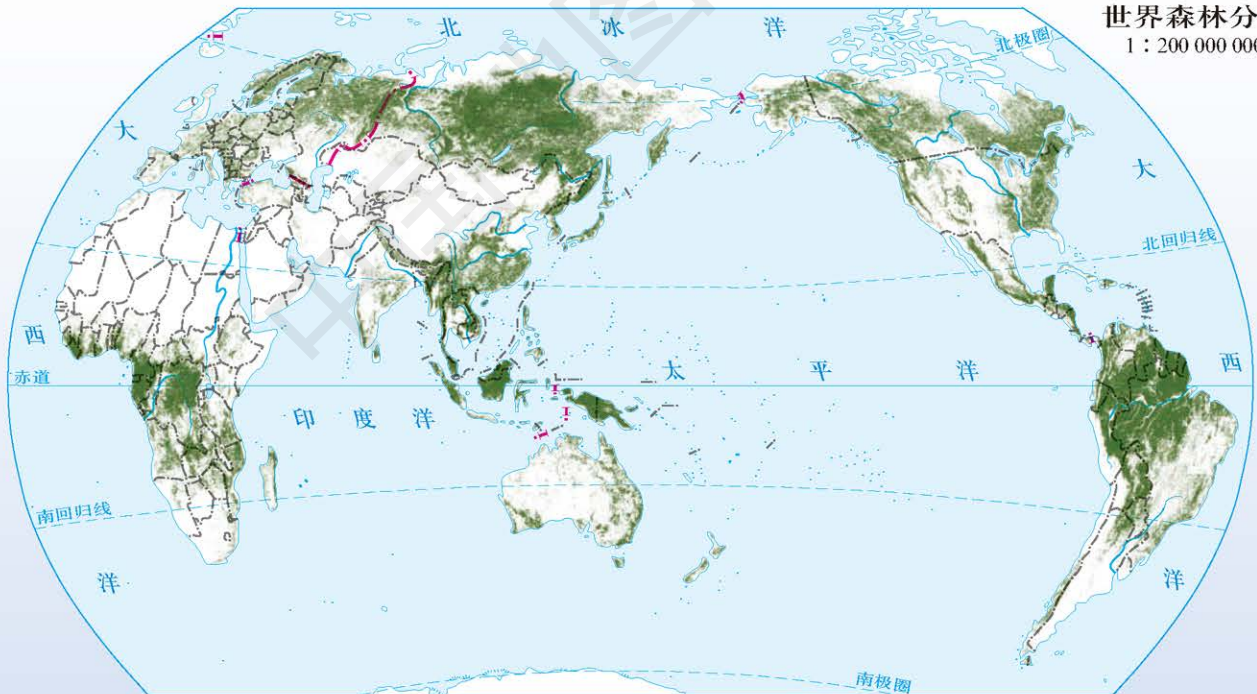 世界森林分
1：200 000 000
北冰洋
北极圈
大
大
北回归线
西
赤道
太平洋
西
印度洋
南回归线
洋
洋
南极圈